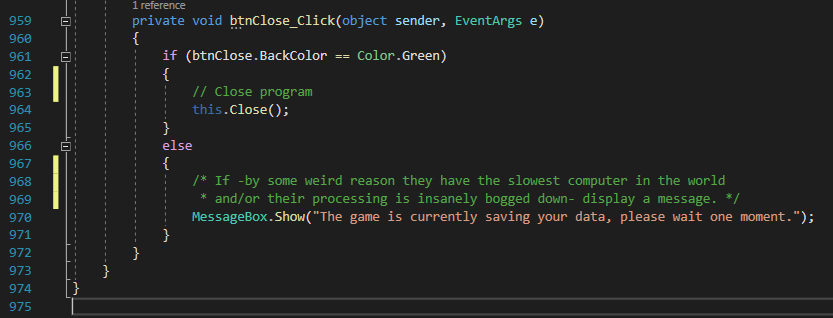 1 reference
959 private void btnClose_Click(object sender, EventArgs e)
960 {
961 if (btnClose.BackColor == Color.Green)
962 {
963 // Close program
964 this.Close();
965 }
966 else
967 {
968 /* If -by some weird reason they have the slowest computer in the world
969 * and/or their processing is insanely bogged down- display a message. */
970 MessageBox.Show("The game is currently saving your data, please wait one moment.");
971 }
972 }
973 }
974 }
975